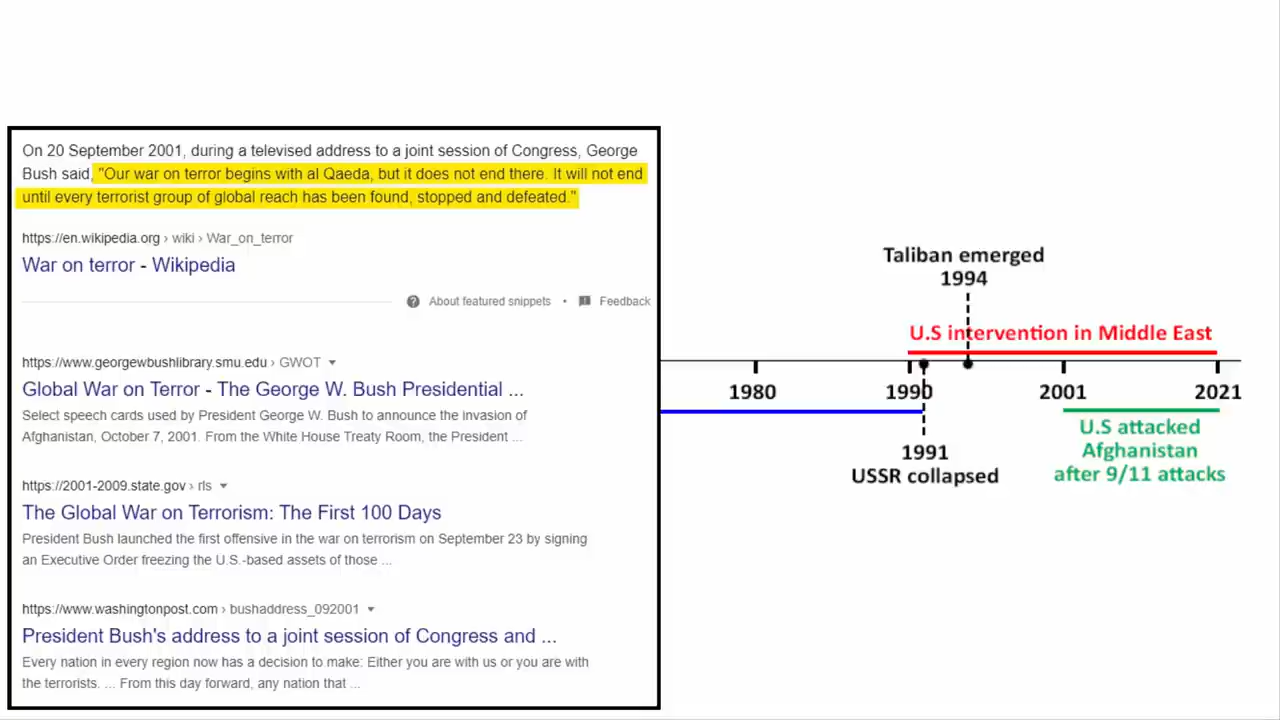 On 20 September 2001, during a televised address to a joint session of Congress, George
Bush said, "Our war on terror begins with al Qaeda, but it does not end there. It will not end
until every terrorist group of global reach has been found, stopped and defeated."
https://en.wikipedia.org › wiki › War_on_terror
War on terror - Wikipedia
About featured snippets • Feedback
https://www.georgewbushlibrary.smu.edu › GWOT
Global War on Terror - The George W. Bush Presidential ...
Select speech cards used by President George W. Bush to announce the invasion of
Afghanistan, October 7, 2001. From the White House Treaty Room, the President ...
https://2001-2009.state.gov › rls
The Global War on Terrorism: The First 100 Days
President Bush launched the first offensive in the war on terrorism on September 23 by signing
an Executive Order freezing the U.S.-based assets of those ...
https://www.washingtonpost.com › bushaddress_092001
President Bush's address to a joint session of Congress and ...
Every nation in every region now has a decision to make: Either you are with us or you are with
the terrorists. ... From this day forward, any nation that ...
Taliban emerged
1994
U.S intervention in Middle East
1980
1990
2001
2021
1991
USSR collapsed
U.S attacked
Afghanistan
after 9/11 attacks